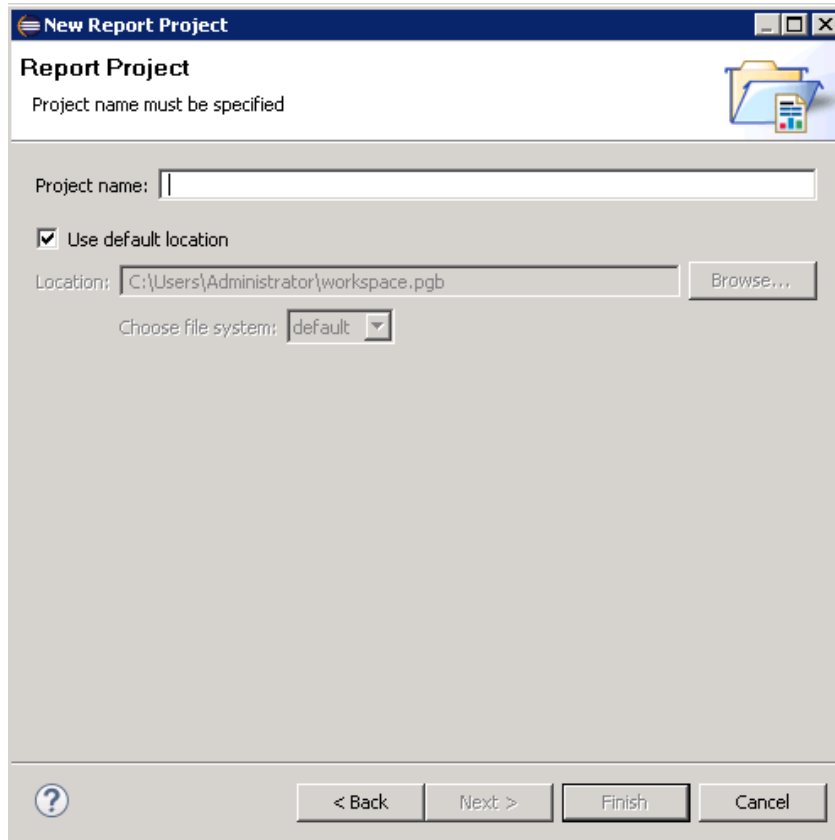 New Report Project
Report Project
Project name must be specified
Project name:
Use default location
Location: C:\Users\Administrator\workspace.pgb Browse...
Choose file system: default
? < Back Next > Finish Cancel